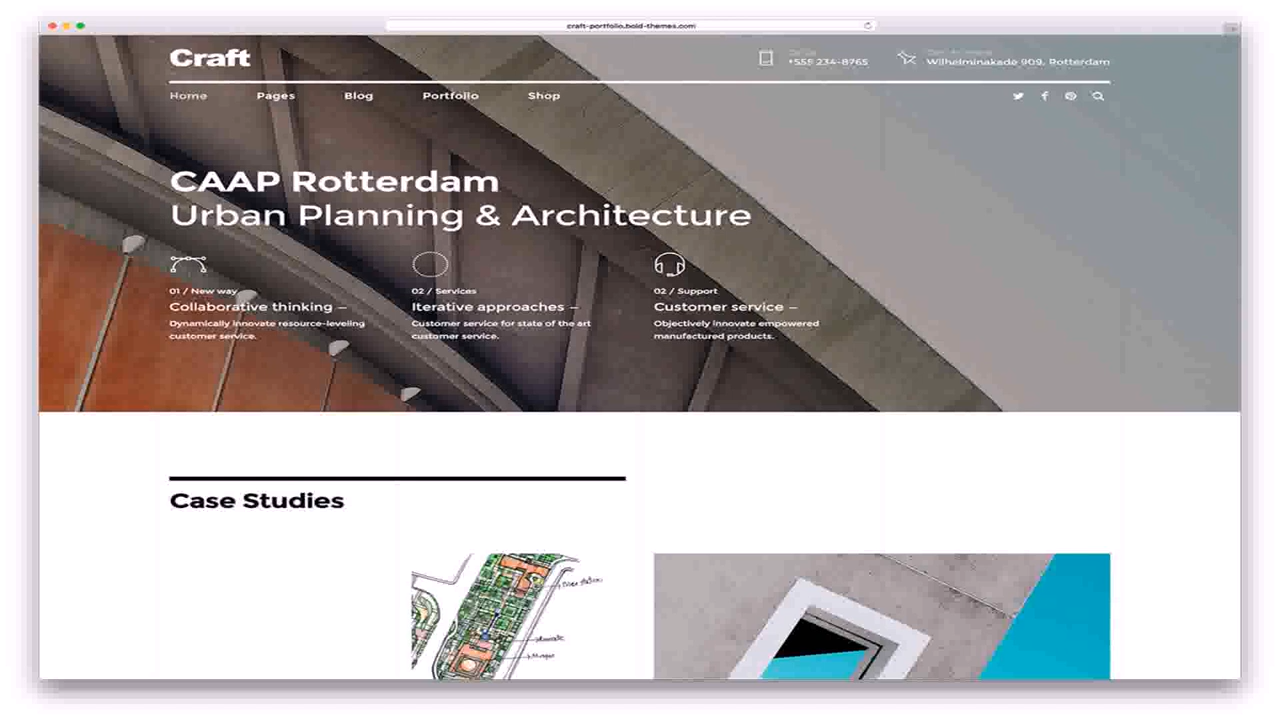 craft-portfolio.bold-themes.com
Craft
+555 234-8765
Wilhelminakade 909, Rotterdam
Home Pages Blog Portfolio Shop
CAAP Rotterdam
Urban Planning & Architecture
01 / New way
Collaborative thinking –
Dynamically innovate resource-leveling
customer service.
02 / Services
Iterative approaches –
Customer service for state of the art
customer service.
02 / Support
Customer service –
Objectively innovate empowered
manufactured products.
Case Studies